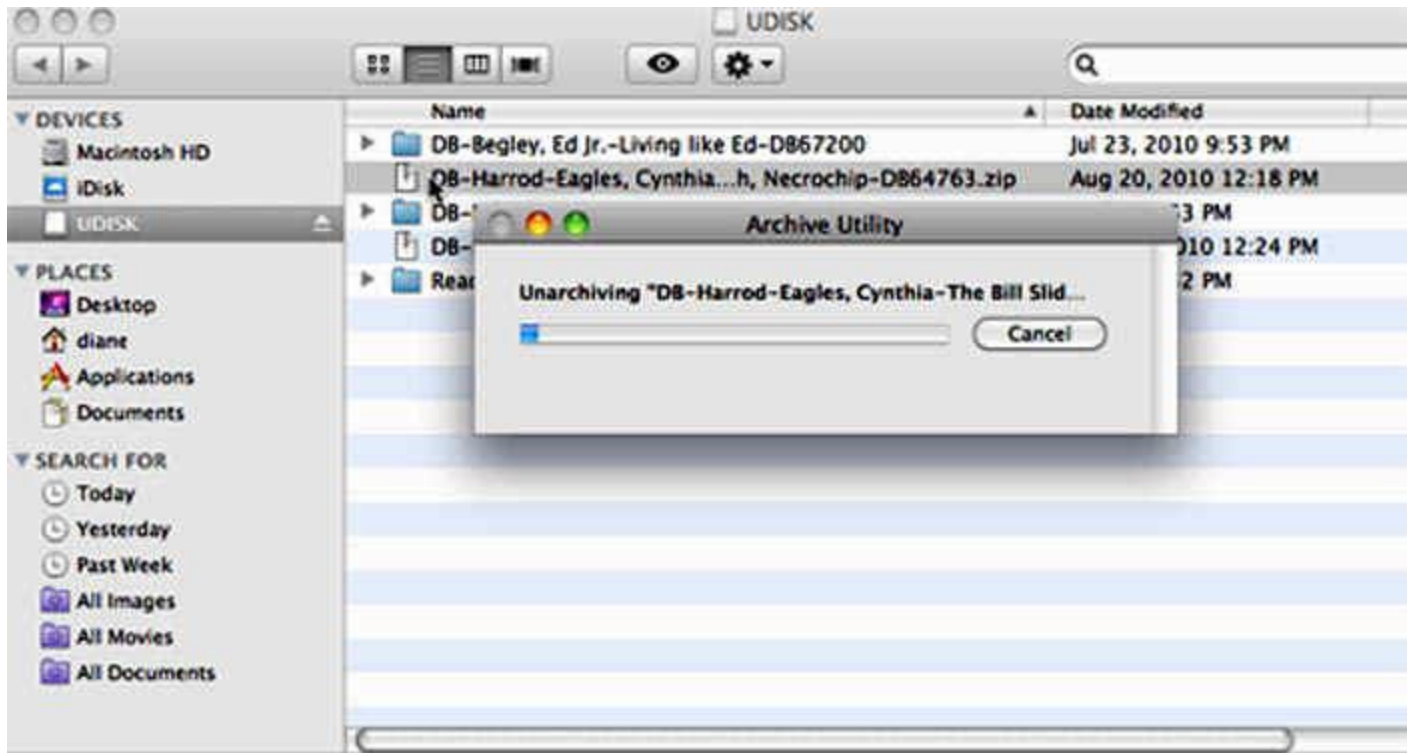 UDISK
Name Date Modified
DEVICES
Macintosh HD
iDisk
UDISK
PLACES
Desktop
diane
Applications
Documents
SEARCH FOR
Today
Yesterday
Past Week
All Images
All Movies
All Documents
DB-Begley, Ed Jr.-Living like Ed-DB67200 Jul 23, 2010 9:53 PM
DB-Harrod-Eagles, Cynthia...h, Necrochip-DB64763.zip Aug 20, 2010 12:18 PM
DB- 3 PM
DB- 010 12:24 PM
Read 2 PM
Archive Utility
Unarchiving "DB-Harrod-Eagles, Cynthia-The Bill Slid...
Cancel